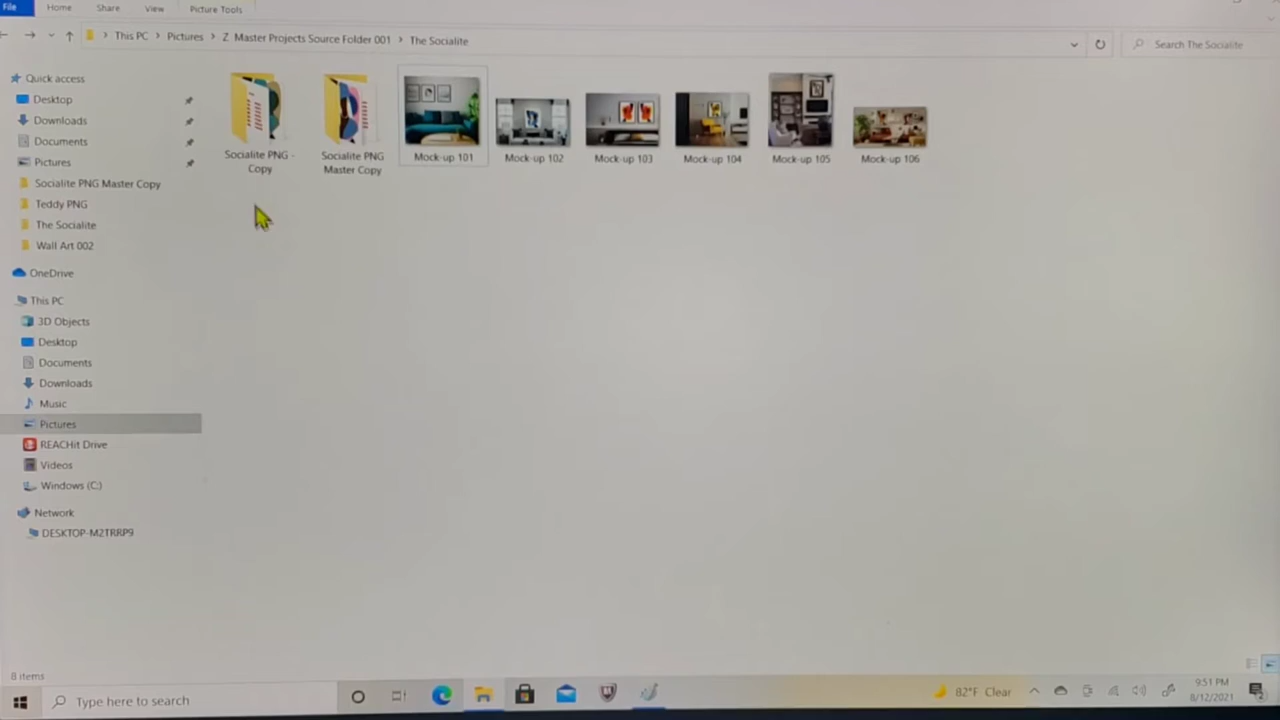 File Home Share View Picture Tools
This PC > Pictures > Z Master Projects Source Folder 001 > The Socialite
Search The Socialite
Quick access
Desktop
Downloads
Documents
Pictures
Socialite PNG Master Copy
Teddy PNG
The Socialite
Wall Art 002
OneDrive
This PC
3D Objects
Desktop
Documents
Downloads
Music
Pictures
REACHit Drive
Videos
Windows (C:)
Network
DESKTOP-M2TRRP9
Socialite PNG -
Copy
Socialite PNG
Master Copy
Mock-up 101
Mock-up 102
Mock-up 103
Mock-up 104
Mock-up 105
Mock-up 106
8 items
Type here to search
82°F Clear
9:51 PM
8/12/2021
2